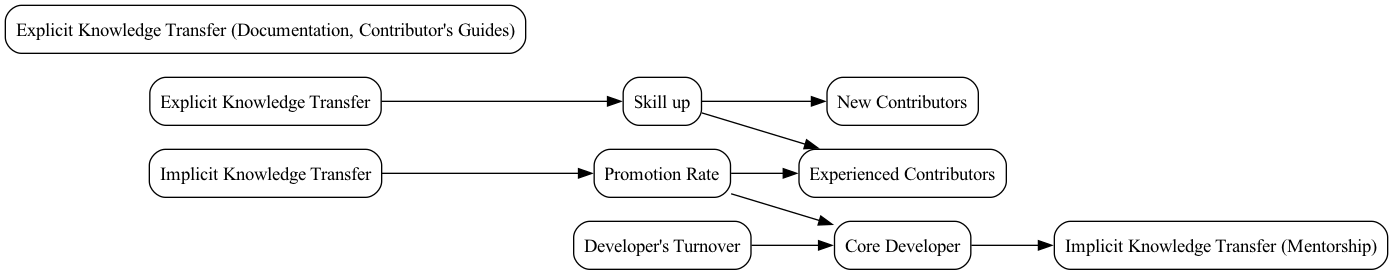 Explicit Knowledge Transfer (Documentation, Contributor's Guides)
Explicit Knowledge Transfer
Skill up
New Contributors
Implicit Knowledge Transfer
Promotion Rate
Experienced Contributors
Developer's Turnover
Core Developer
Implicit Knowledge Transfer (Mentorship)